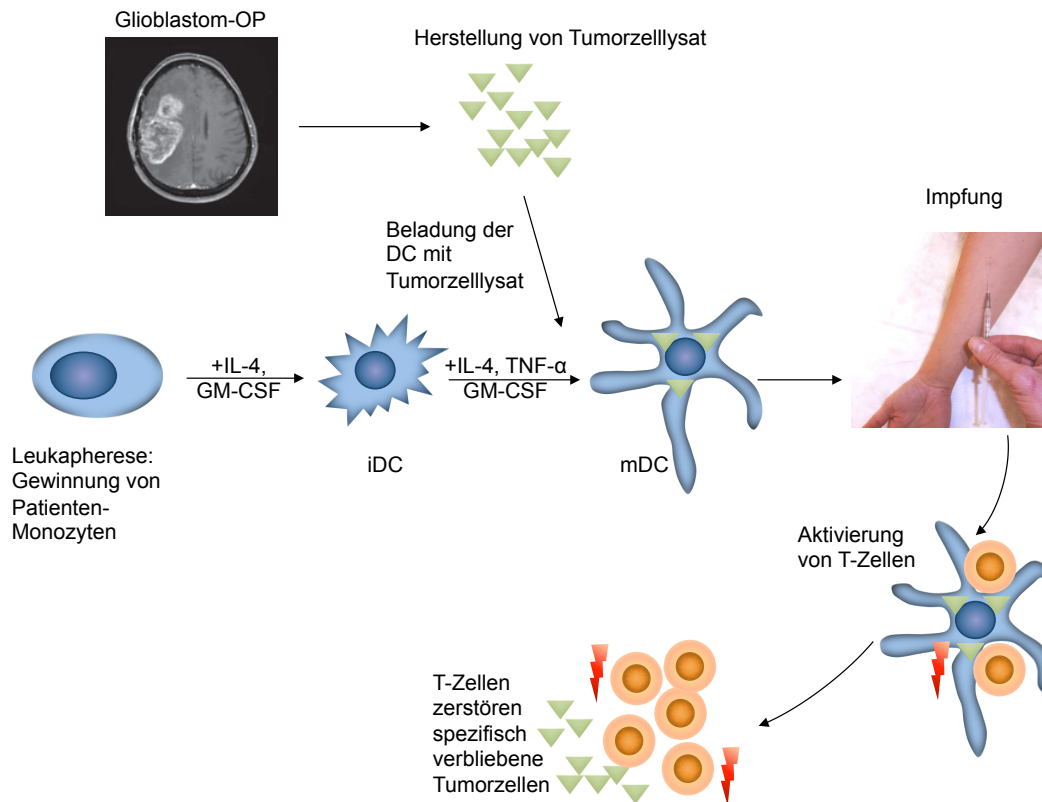 Glioblastom-OP
Herstellung von Tumorzelllysat
Beladung der
DC mit
Tumorzelllysat
Impfung
+IL-4,
GM-CSF
+IL-4, TNF-α
GM-CSF
Leukapherese:
Gewinnung von
Patienten-
Monozyten
iDC
mDC
Aktivierung
von T-Zellen
T-Zellen
zerstören
spezifisch
verbliebene
Tumorzellen